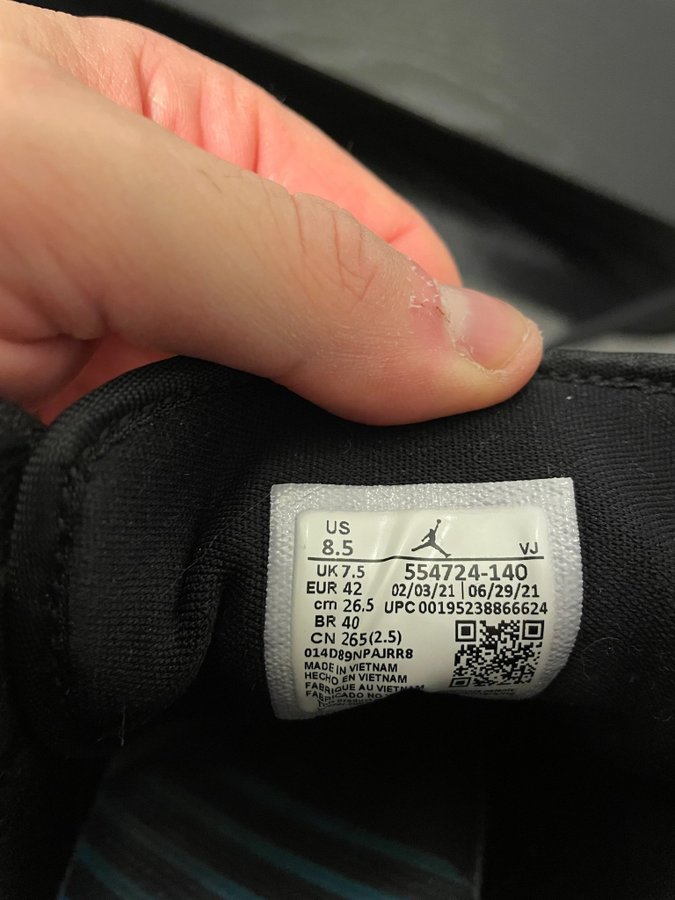 US
8.5
VJ
UK 7.5
554724-140
EUR 42
02/03/21 | 06/29/21
cm 26.5
UPC 00195238866624
BR 40
CN 265(2.5)
014D89NPAJRR8
MADE IN VIETNAM
HECHO EN VIETNAM
FABRIQUE AU VIETNAM
FABRICADO NO